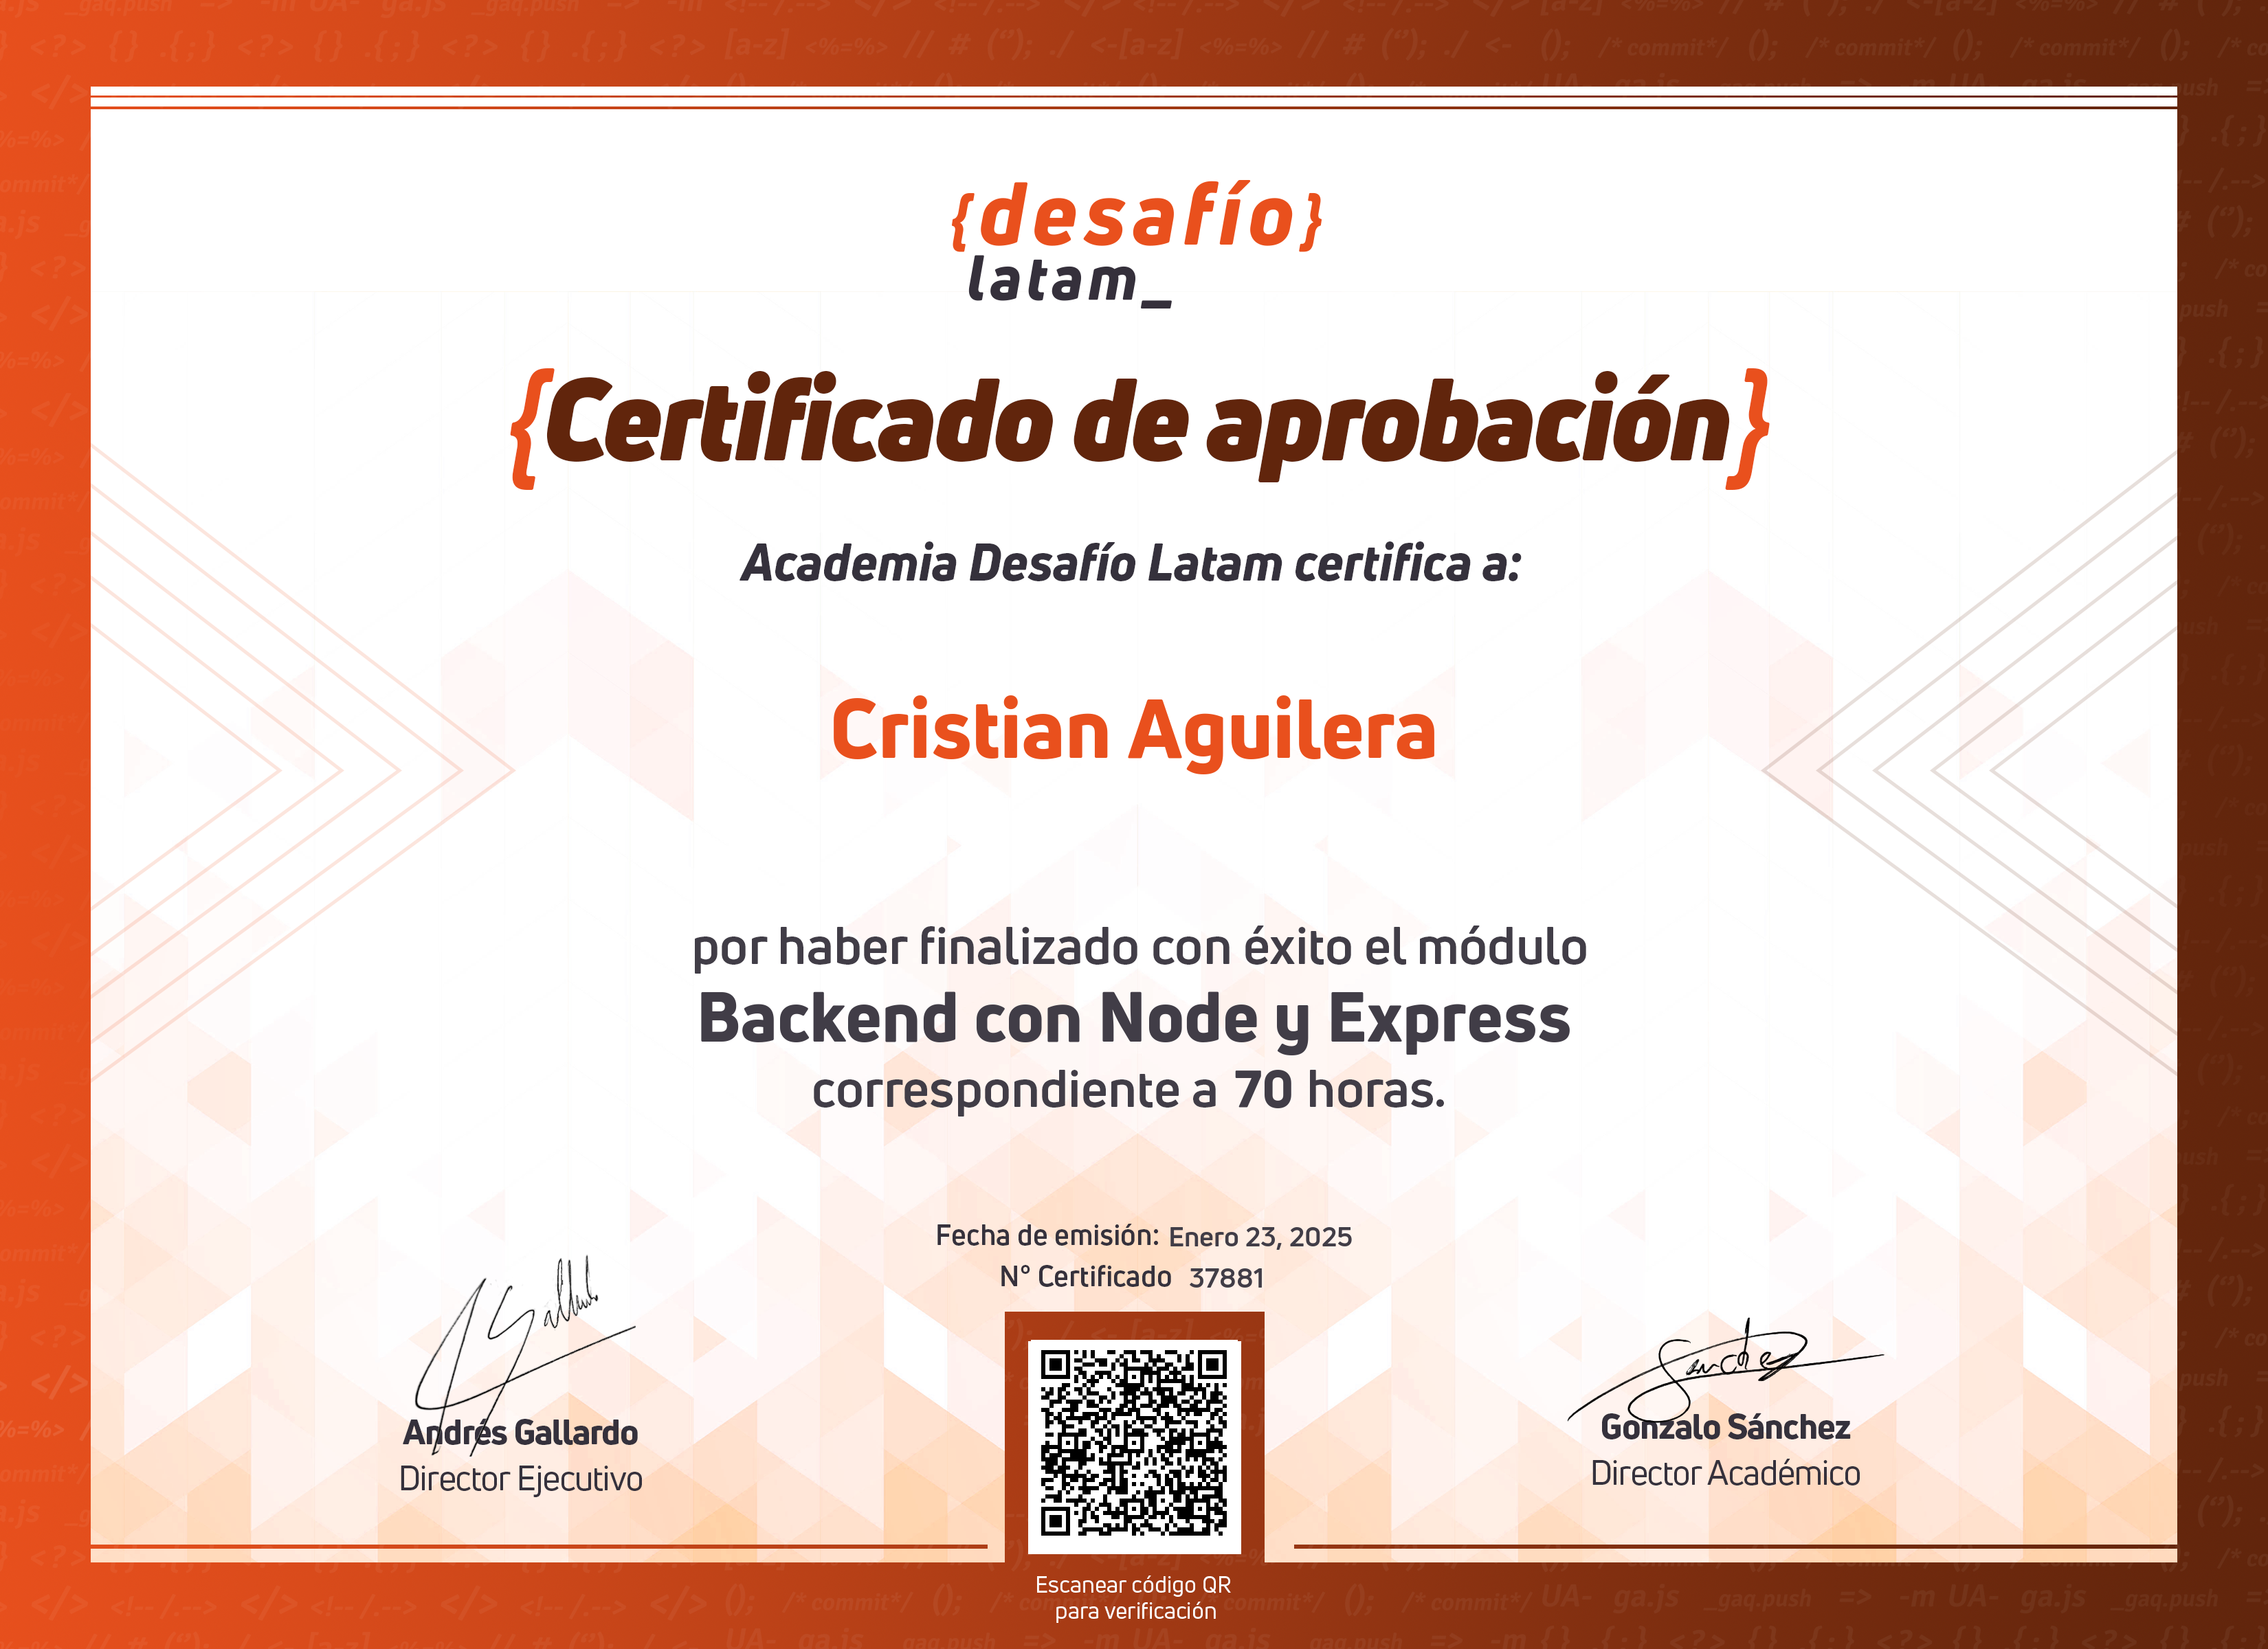 {desafío}
latam_
{Certificado de aprobación}
Academia Desafío Latam certifica a:
Cristian Aguilera
por haber finalizado con éxito el módulo
Backend con Node y Express
correspondiente a 70 horas.
Fecha de emisión: Enero 23, 2025
N° Certificado 37881
Andrés Gallardo
Director Ejecutivo
Gonzalo Sánchez
Director Académico
Escanear código QR
para verificación